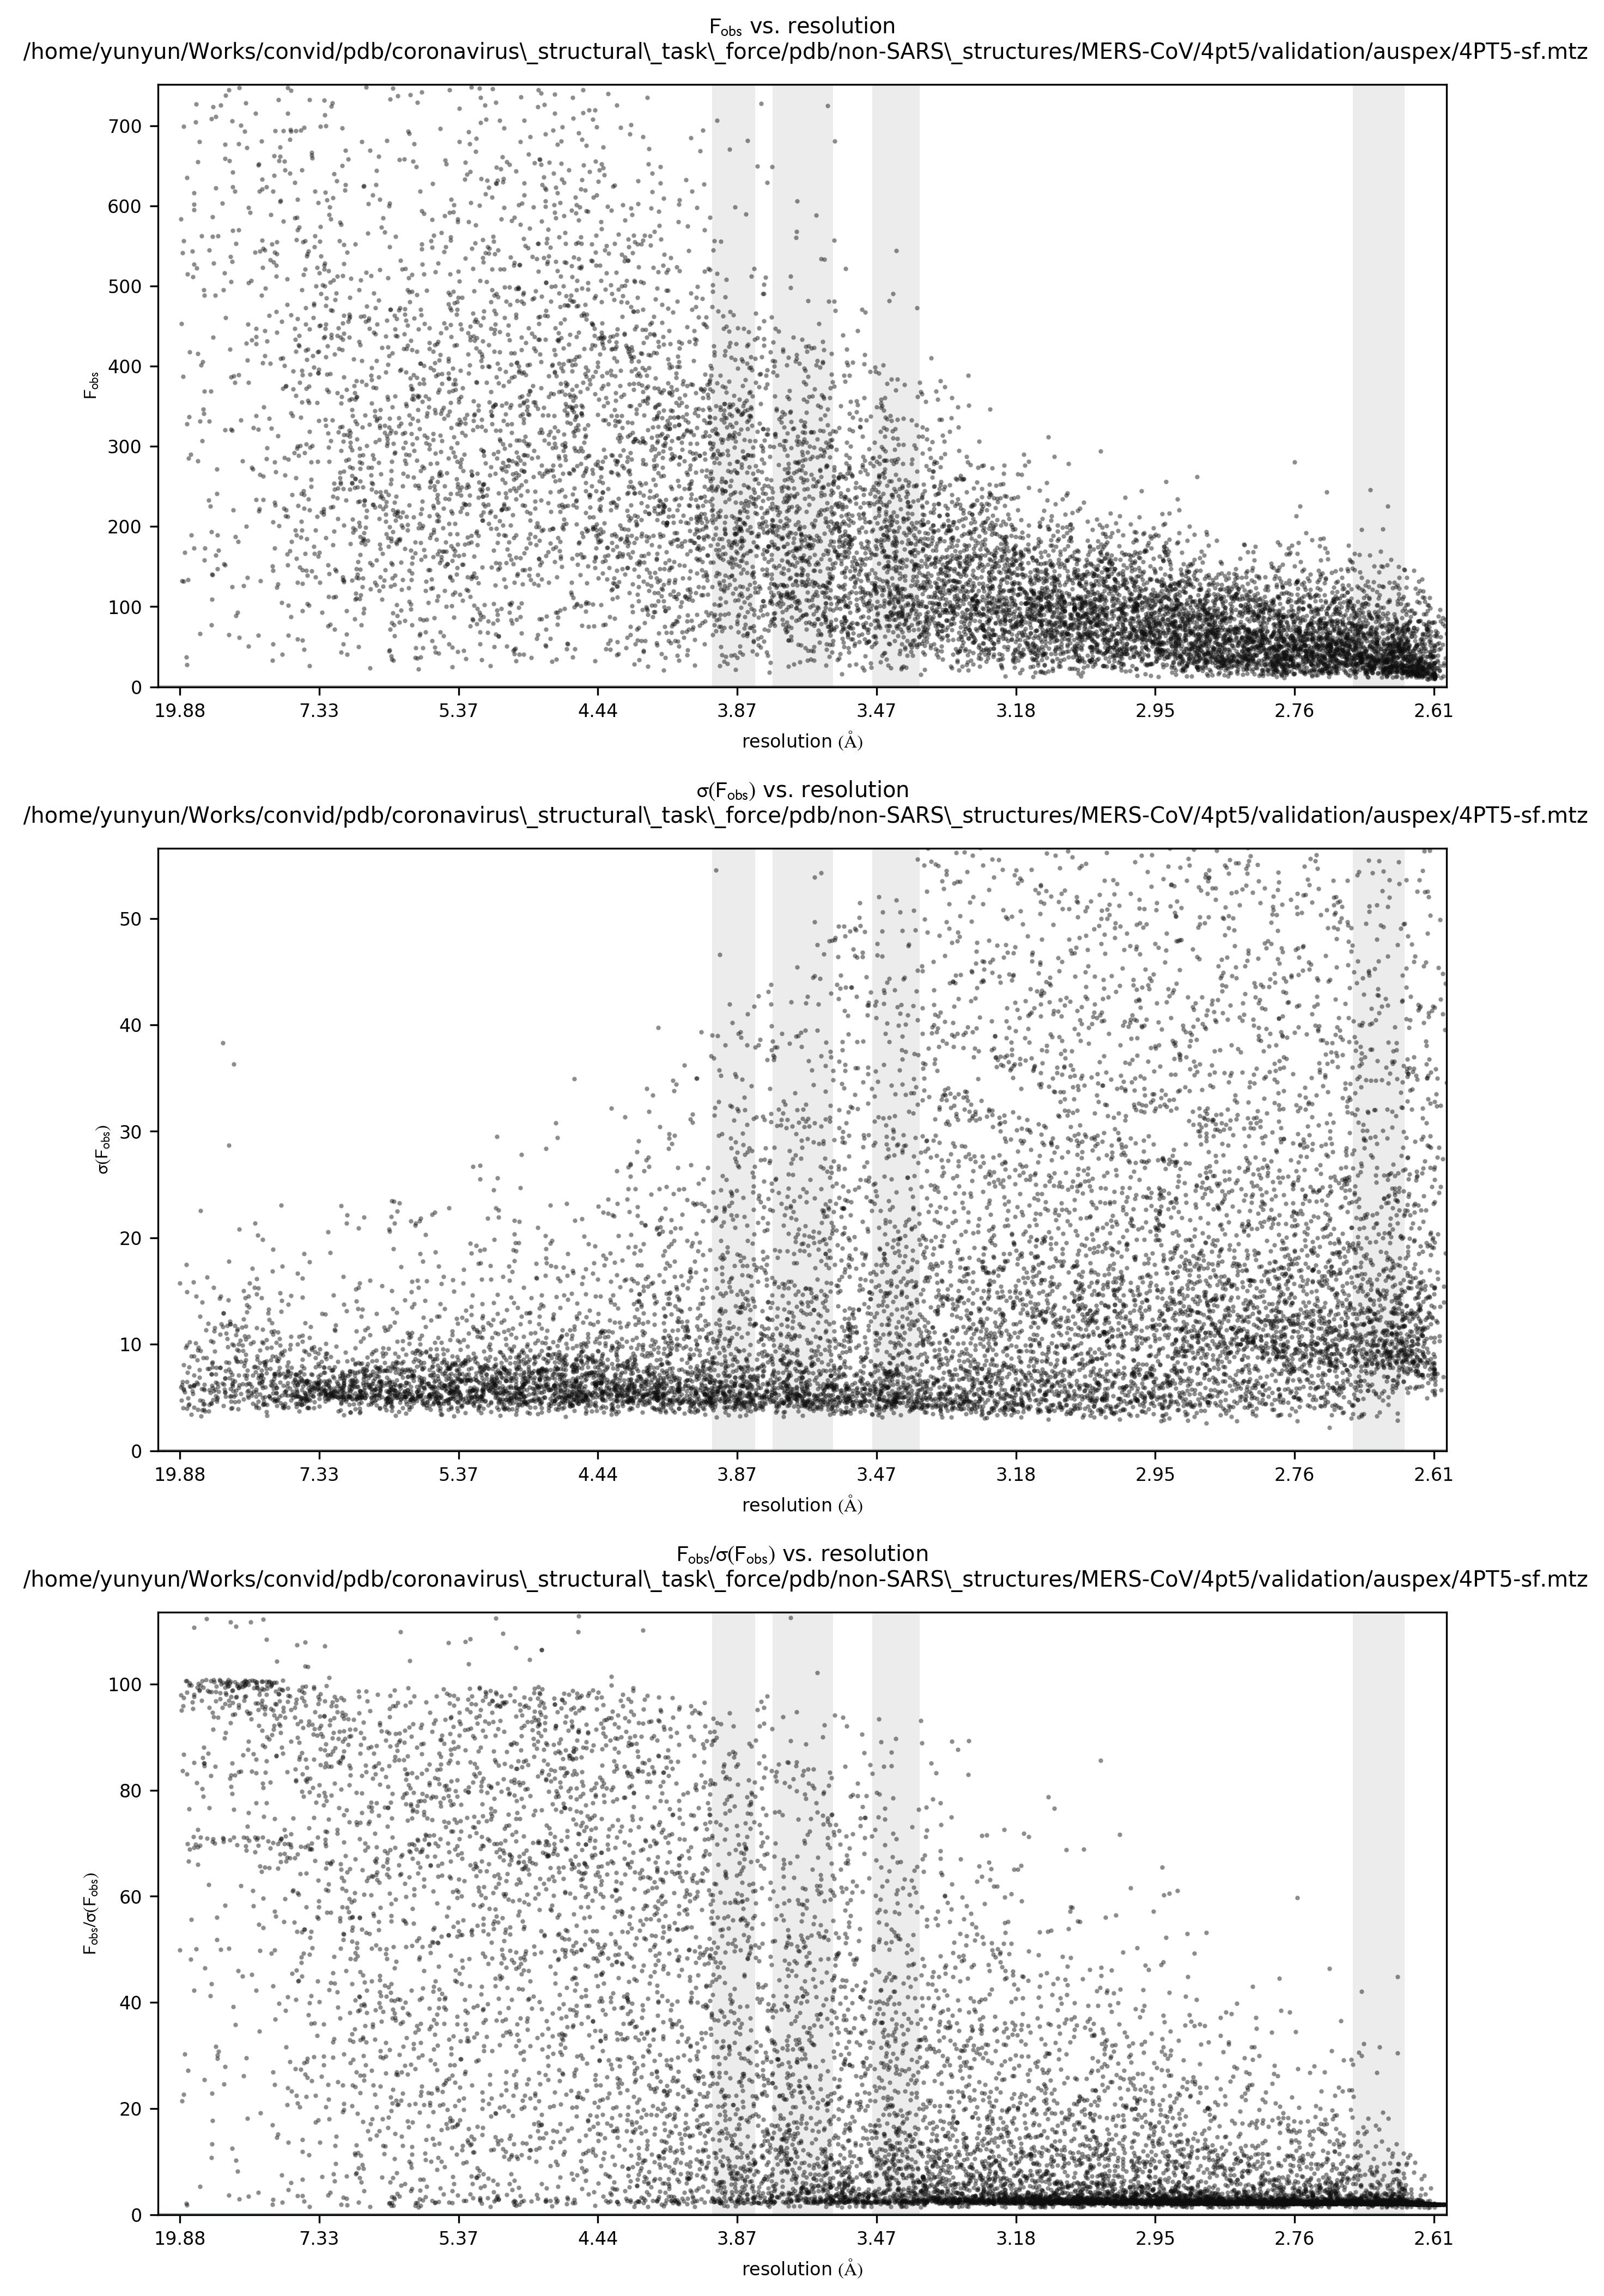 Fobs vs. resolution
/home/yunyun/Works/convid/pdb/coronavirus\_structural\_task\_force/pdb/non-SARS\_structures/MERS-CoV/4pt5/validation/auspex/4PT5-sf.mtz
700
600
500
400
300
200
100
0
Fobs
19.88 7.33 5.37 4.44 3.87 3.47 3.18 2.95 2.76 2.61
resolution (Å)
σ(Fobs) vs. resolution
/home/yunyun/Works/convid/pdb/coronavirus\_structural\_task\_force/pdb/non-SARS\_structures/MERS-CoV/4pt5/validation/auspex/4PT5-sf.mtz
50
40
30
20
10
0
σ(Fobs)
19.88 7.33 5.37 4.44 3.87 3.47 3.18 2.95 2.76 2.61
resolution (Å)
Fobs/σ(Fobs) vs. resolution
/home/yunyun/Works/convid/pdb/coronavirus\_structural\_task\_force/pdb/non-SARS\_structures/MERS-CoV/4pt5/validation/auspex/4PT5-sf.mtz
100
80
60
40
20
0
Fobs/σ(Fobs)
19.88 7.33 5.37 4.44 3.87 3.47 3.18 2.95 2.76 2.61
resolution (Å)